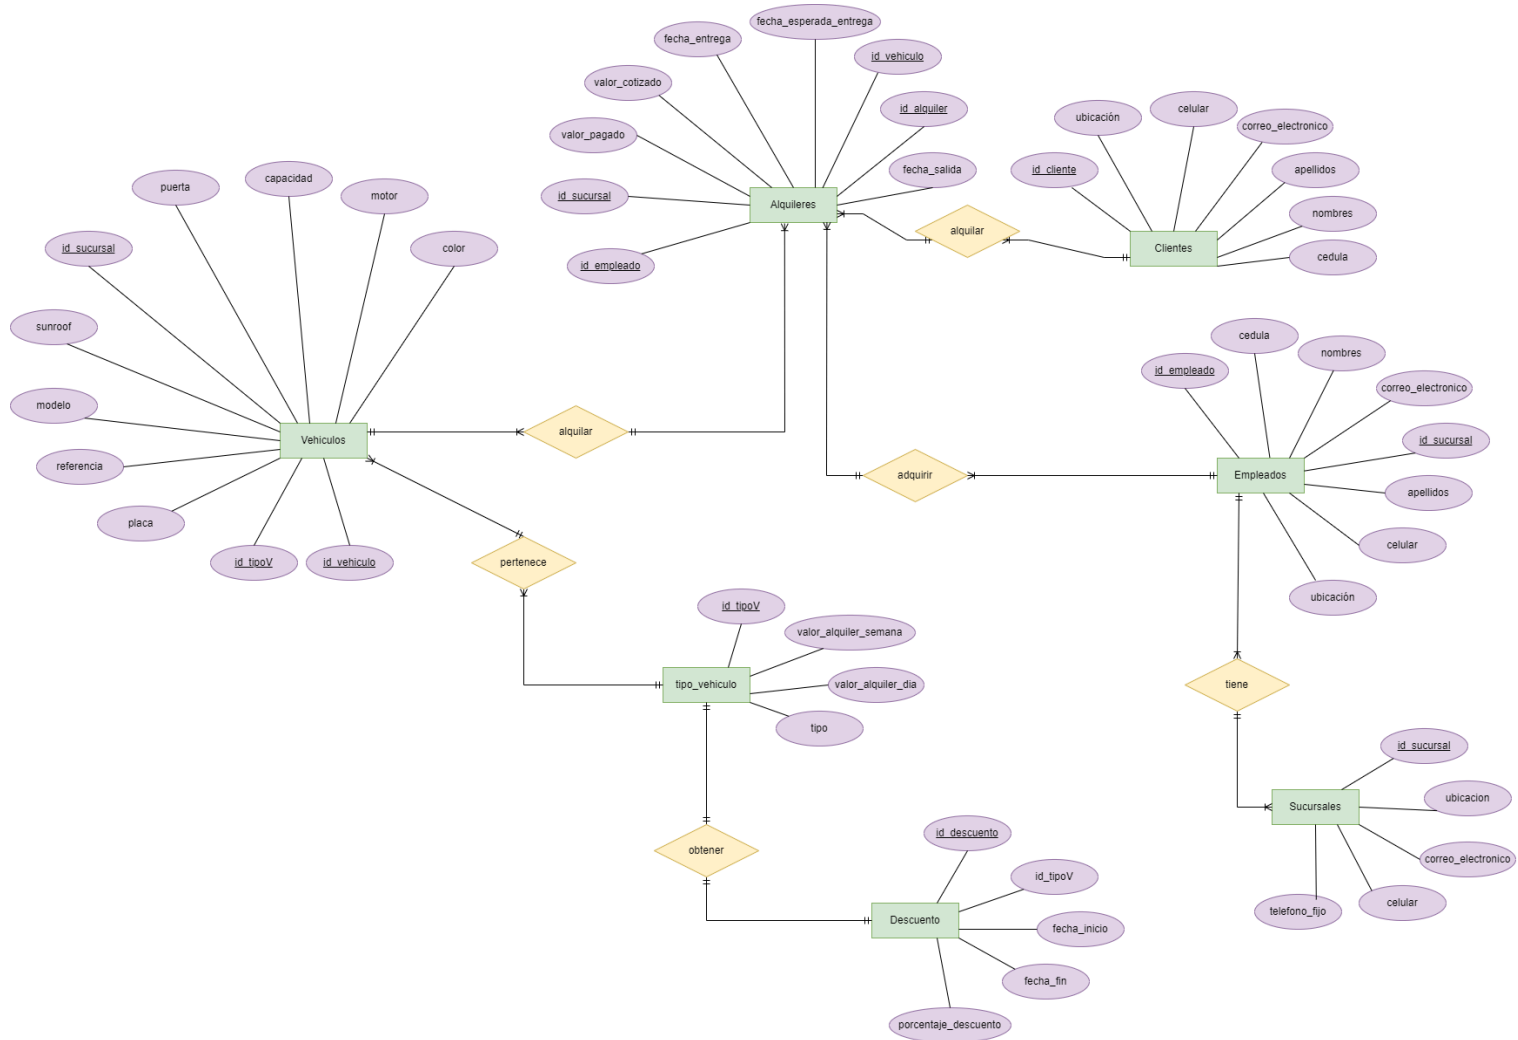 fecha_esperada_entrega
fecha_entrega
id_vehiculo
valor_cotizado
id_alquiler
valor_pagado
fecha_salida
id_sucursal
Alquileres
id_empleado
ubicación
celular
correo_electronico
id_cliente
apellidos
nombres
cedula
Clientes
alquilar
puerta
capacidad
motor
id_sucursal
color
sunroof
modelo
referencia
placa
id_tipoV
id_vehiculo
Vehiculos
alquilar
adquirir
cedula
nombres
id_empleado
correo_electronico
id_sucursal
apellidos
celular
ubicación
Empleados
pertenece
id_tipoV
valor_alquiler_semana
valor_alquiler_dia
tipo
tipo_vehiculo
tiene
id_sucursal
ubicacion
correo_electronico
celular
telefono_fijo
Sucursales
obtener
id_descuento
id_tipoV
fecha_inicio
fecha_fin
porcentaje_descuento
Descuento